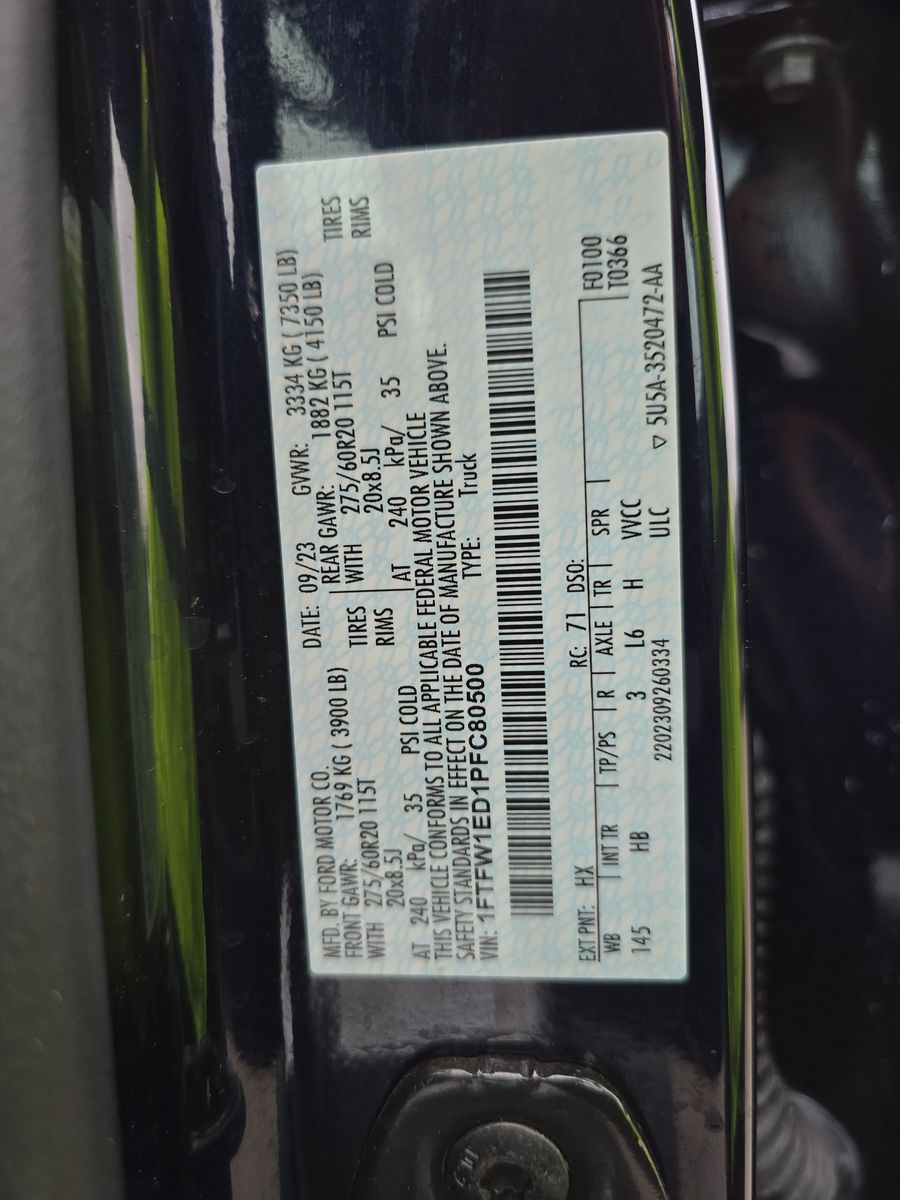 MFD. BY FORD MOTOR CO. DATE: 09/23 GVWR: 3334 KG ( 7350 LB)
FRONT GAWR: 1769 KG ( 3900 LB) REAR GAWR: 1882 KG ( 4150 LB)
WITH 275/60R20 115T TIRES WITH 275/60R20 115T TIRES
20x8.5J RIMS 20x8.5J RIMS
AT 240 kPa/ 35 PSI COLD AT 240 kPa/ 35 PSI COLD
THIS VEHICLE CONFORMS TO ALL APPLICABLE FEDERAL MOTOR VEHICLE
SAFETY STANDARDS IN EFFECT ON THE DATE OF MANUFACTURE SHOWN ABOVE.
VIN: 1FTFW1ED1PFC80500 TYPE: Truck
EXT PNT: HX RC: 71 DSO: F0100
WB INT TR TP/PS R AXLE TR SPR T0366
145 HB 3 L6 H VVCC
2202309260334 ULC ▽ 5U5A-3520472-AA